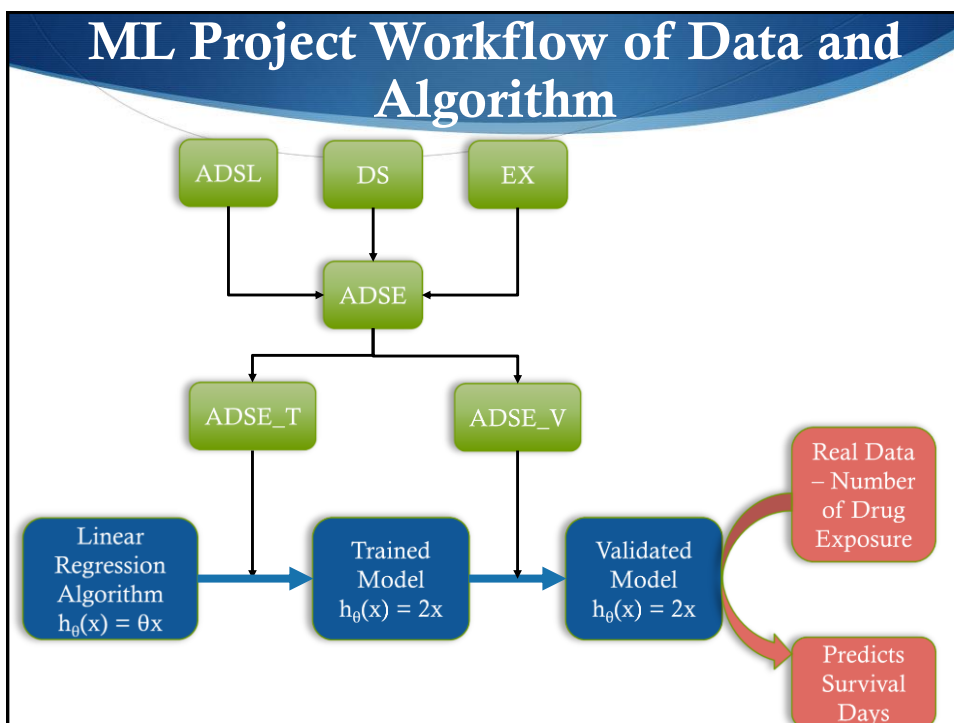 ML Project Workflow of Data and
Algorithm
ADSL
DS
EX
ADSE
ADSE_T
ADSE_V
Linear
Regression
Algorithm
hθ(x) = θx
Trained
Model
hθ(x) = 2x
Validated
Model
hθ(x) = 2x
Real Data
– Number
of Drug
Exposure
Predicts
Survival
Days